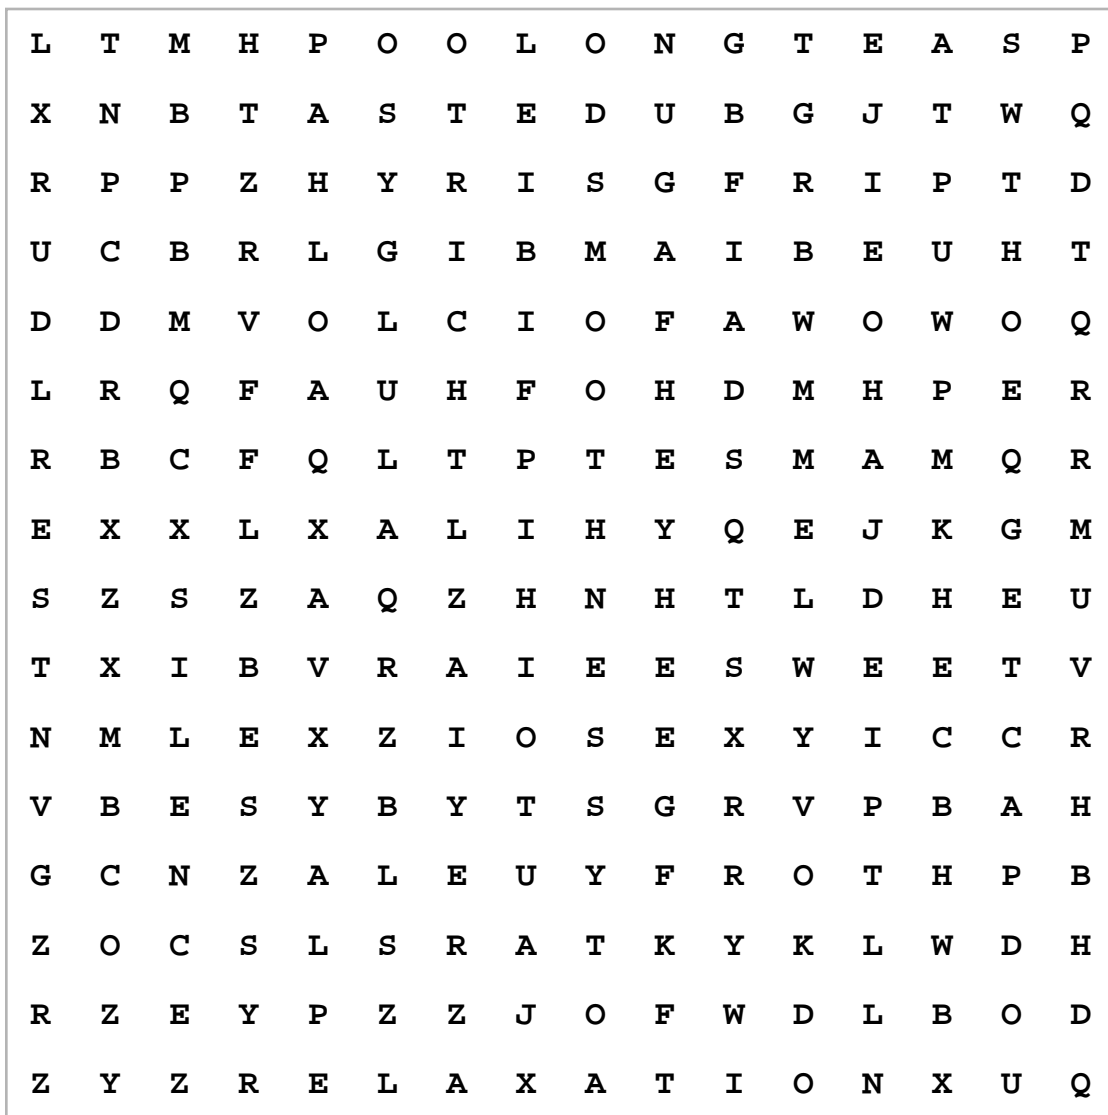 L T M H P O O L O N G T E A S P
X N B T A S T E D U B G J T W Q
R P P Z H Y R I S G F R I P T D
U C B R L G I B M A I B E U H T
D D M V O L C I O F A W O W O Q
L R Q F A U H F O H D M H P E R
R B C F Q L T P T E S M A M Q R
E X X L X A L I H Y Q E J K G M
S Z S Z A Q Z H N H T L D H E U
T X I B V R A I E E S W E E T V
N M L E X Z I O S E X Y I C C R
V B E S Y B Y T S G R V P B A H
G C N Z A L E U Y F R O T H P B
Z O C S L S R A T K Y K L W D H
R Z E Y P Z Z J O F W D L B O D
Z Y Z R E L A X A T I O N X U Q